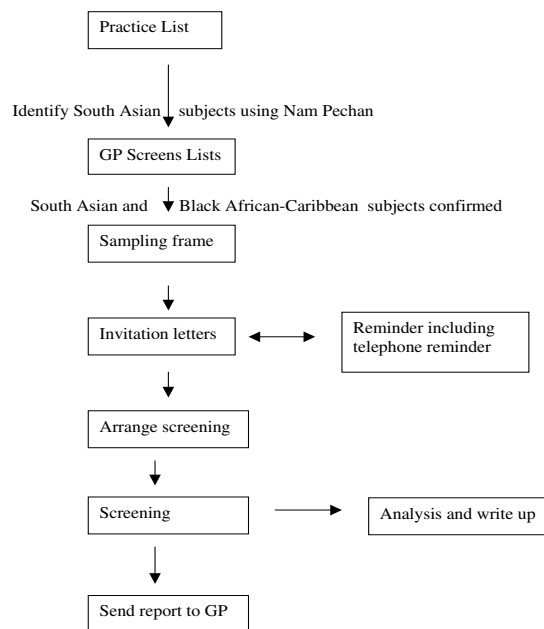 Practice List
Identify South Asian subjects using Nam Pechan
GP Screens Lists
South Asian and Black African-Caribbean subjects confirmed
Sampling frame
Invitation letters
Reminder including
telephone reminder
Arrange screening
Screening
Analysis and write up
Send report to GP